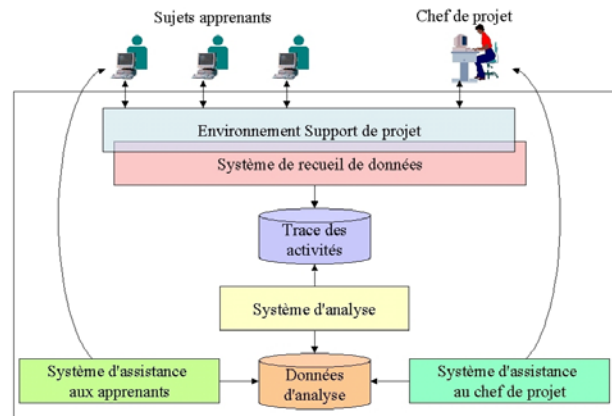 Sujets apprenants
Chef de projet
Environnement Support de projet
Système de recueil de données
Trace des
activités
Système d'analyse
Système d'assistance
aux apprenants
Données
d'analyse
Système d'assistance
au chef de projet